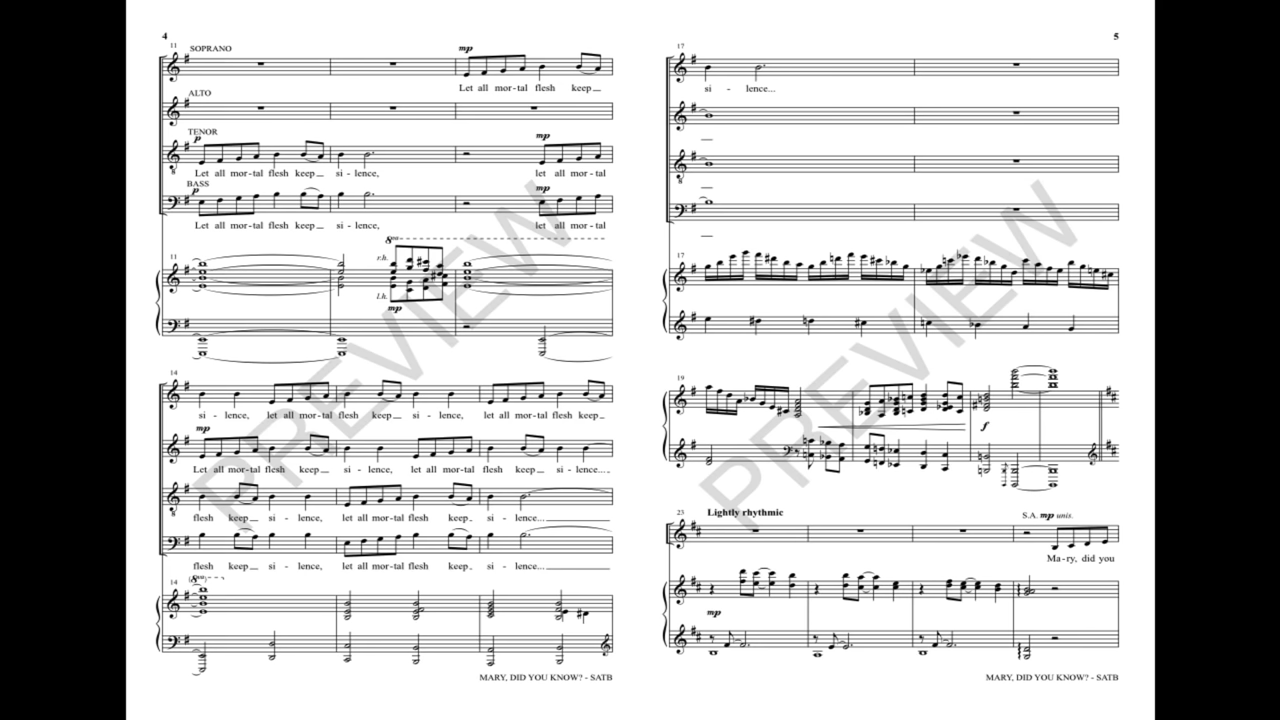 4
11
SOPRANO
mp
Let all mor-tal flesh keep
ALTO
TENOR
p
mp
Let all mor-tal flesh keep si-lence, let all mor-tal
BASS
p
mp
Let all mor-tal flesh keep si-lence, let all mor-tal
8va
11
r.h.
l.h.
mp
14
si-lence, let all mor-tal flesh keep si-lence, let all mor-tal flesh keep
mp
Let all mor-tal flesh keep si-lence, let all mor-tal flesh keep si-lence...
flesh keep si-lence, let all mor-tal flesh keep si-lence...
flesh keep si-lence, let all mor-tal flesh keep si-lence...
(8va)
14
MARY, DID YOU KNOW? - SATB
PREVIEW
5
17
si-lence...
17
19
f
23
Lightly rhythmic
S.A. mp unis.
Ma-ry, did you
mp
MARY, DID YOU KNOW? - SATB
PREVIEW